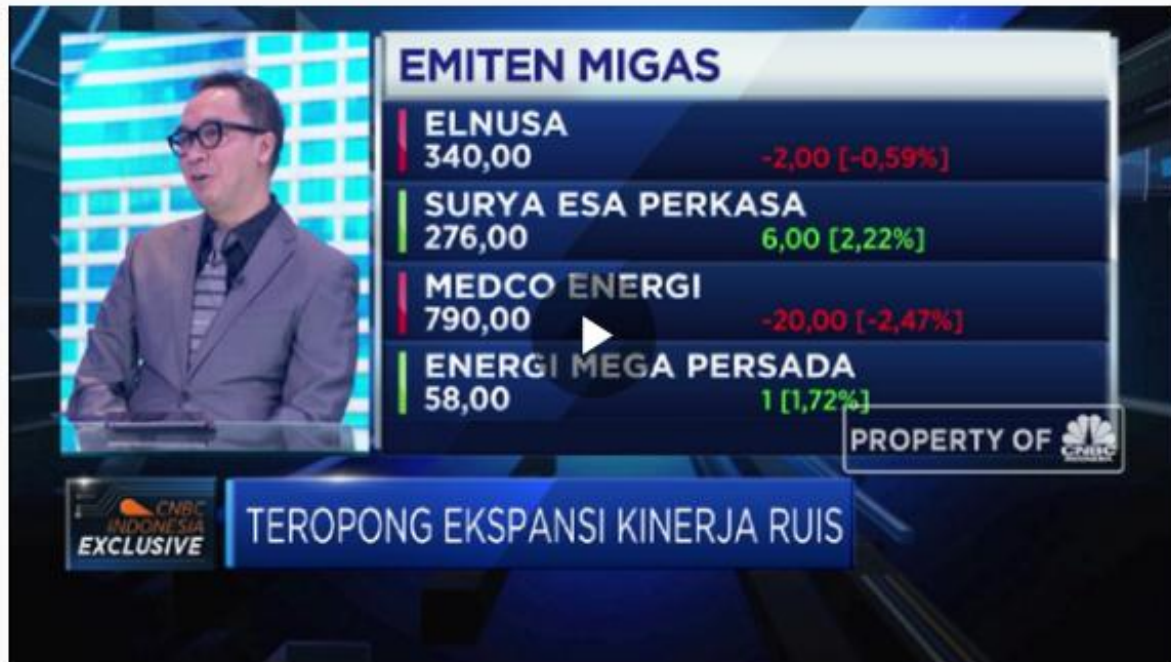 EMITEN MIGAS
ELNUSA
340,00 -2,00 [-0,59%]
SURYA ESA PERKASA
276,00 6,00 [2,22%]
MEDCO ENERGI
790,00 -20,00 [-2,47%]
ENERGI MEGA PERSADA
58,00 1 [1,72%]
PROPERTY OF CNBC INDONESIA
CNBC
INDONESIA
EXCLUSIVE
TEROPONG EKSPANSI KINERJA RUIS